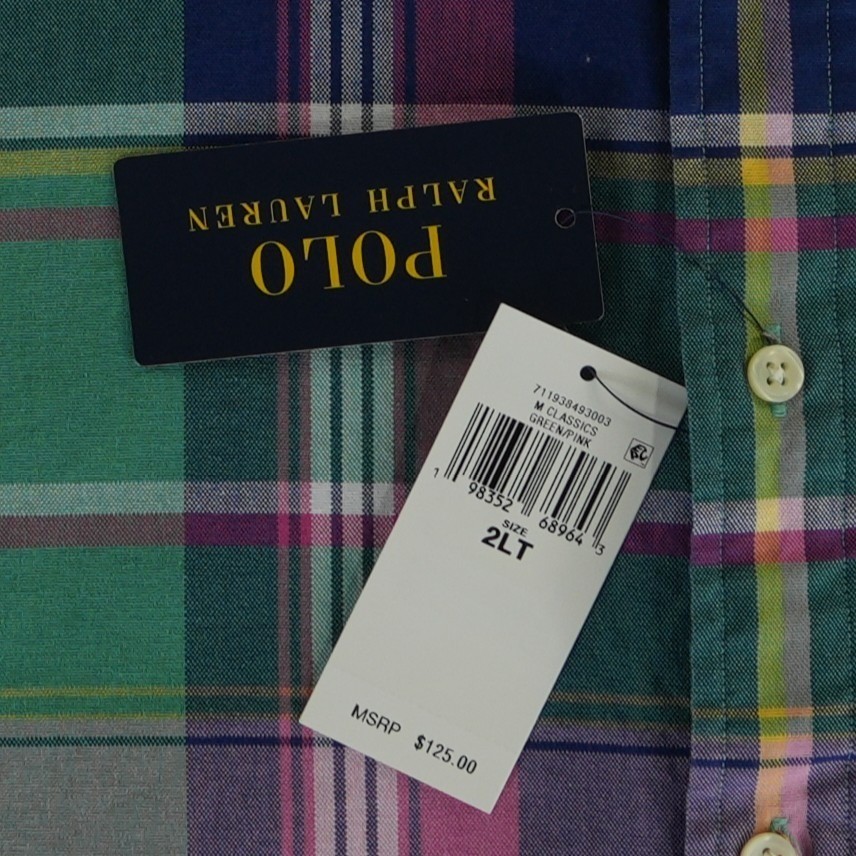 POLO
RALPH LAUREN
711938493003
M CLASSICS
GREEN/PINK
1 98352 68964 3
SIZE
2LT
MSRP $125.00